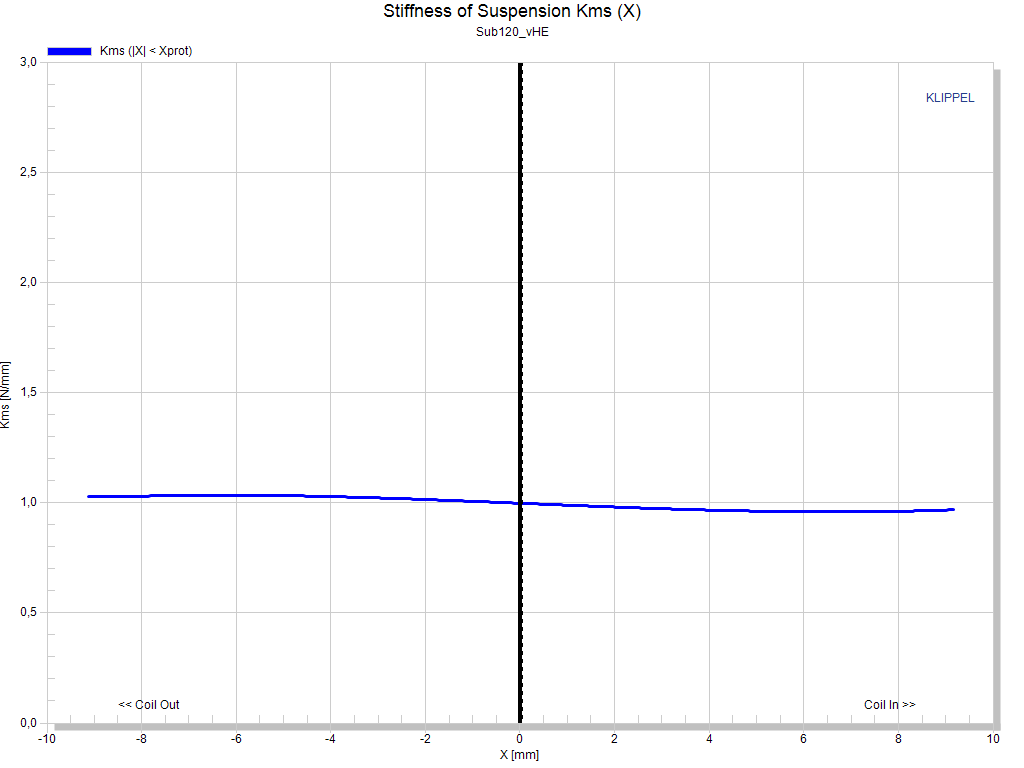 Stiffness of Suspension Kms (X)
Sub120_vHE
Kms (|X| < Xprot)
3,0
KLIPPEL
2,5
2,0
1,5
Kms [N/mm]
1,0
0,5
<< Coil Out
Coil In >>
0,0
-10 -8 -6 -4 -2 0 2 4 6 8 10
X [mm]